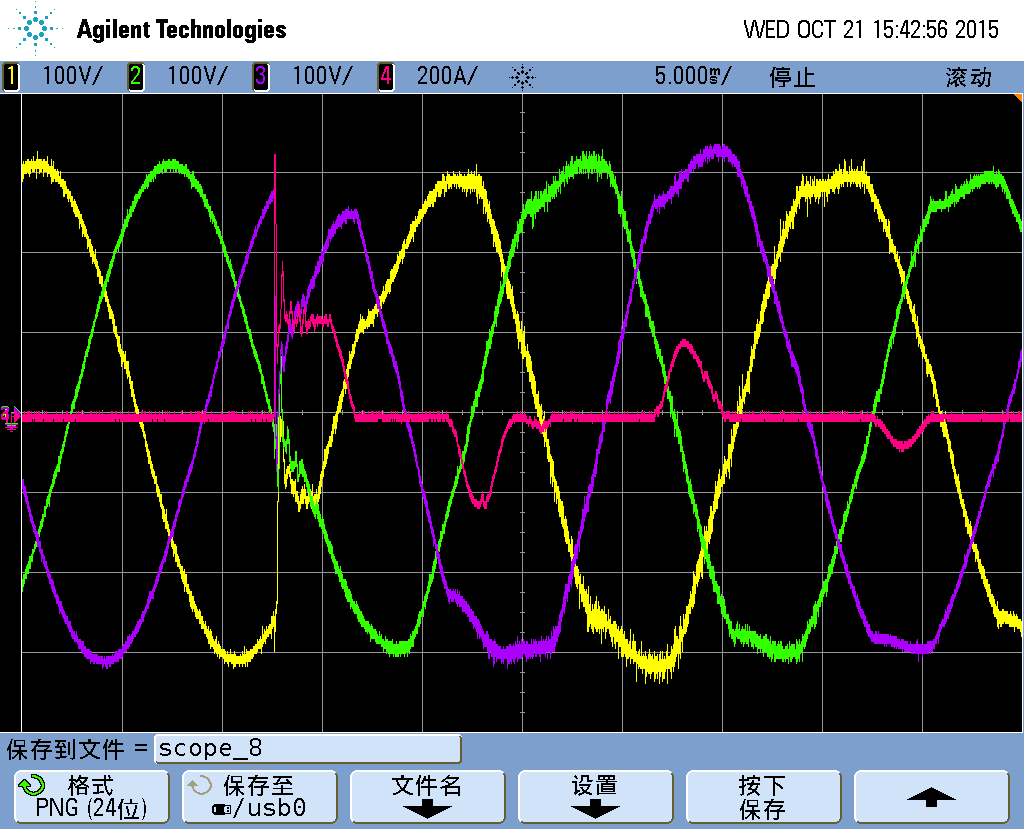 Agilent Technologies WED OCT 21 15:42:56 2015
1 100V/ 2 100V/ 3 100V/ 4 200A/ 5.000ms/ 停止 滚动
保存到文件 = scope_8
格式 保存至 文件名 设置 按下
PNG (24位) /usb0 保存